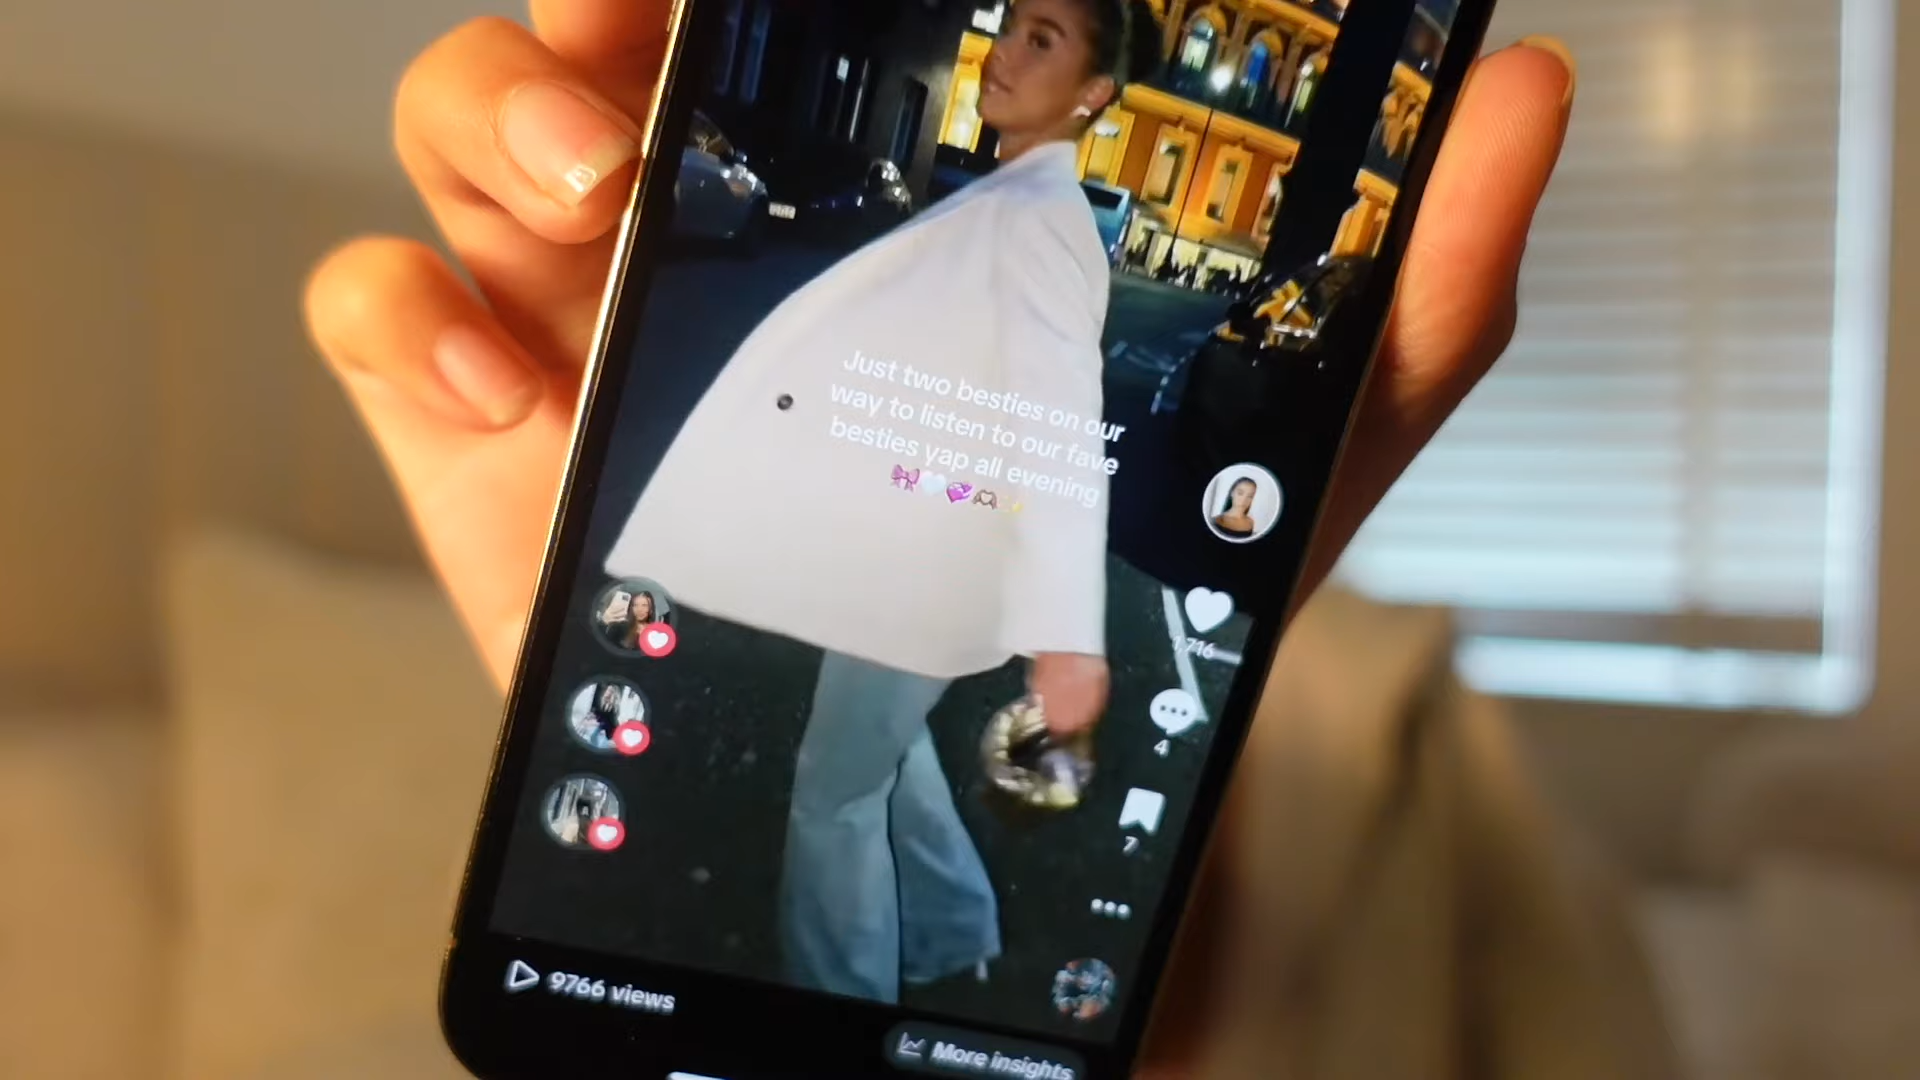 Just two besties on our
way to listen to our fave
besties yap all evening
🎀🤍💞🫶🏽✨
1,716
4
7
9766 views
More insights